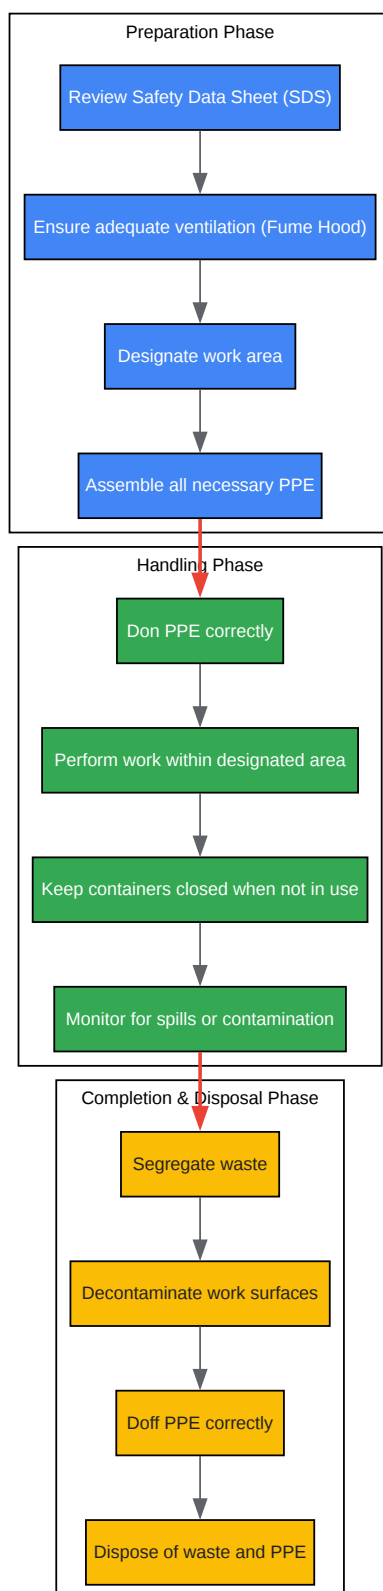 Preparation Phase
Review Safety Data Sheet (SDS)
Ensure adequate ventilation (Fume Hood)
Designate work area
Assemble all necessary PPE
Handling Phase
Don PPE correctly
Perform work within designated area
Keep containers closed when not in use
Monitor for spills or contamination
Completion & Disposal Phase
Segregate waste
Decontaminate work surfaces
Doff PPE correctly
Dispose of waste and PPE